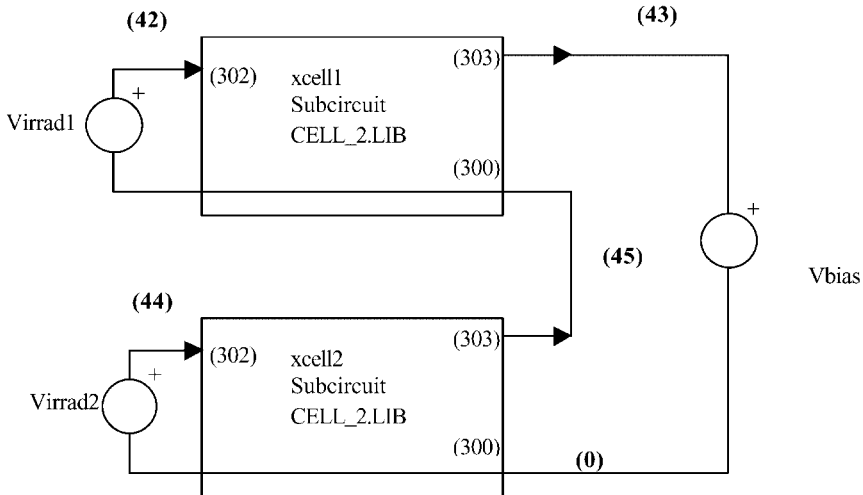 (42)
(43)
(302)
xcell1
Subcircuit
CELL_2.LIB
(303)
+
Virrad1
(300)
+
(45)
Vbias
(44)
(302)
xcell2
Subcircuit
CELL_2.LIB
(303)
+
Virrad2
(300)
(0)